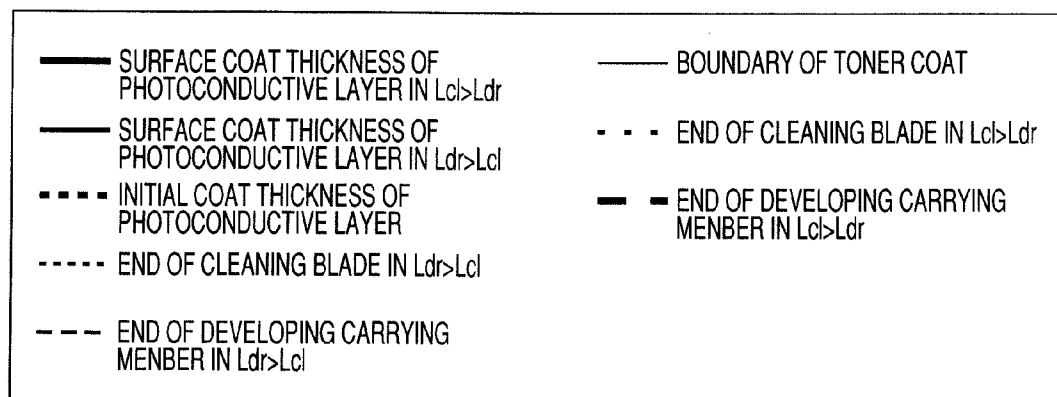 SURFACE COAT THICKNESS OF
PHOTOCONDUCTIVE LAYER IN Lcl>Ldr
SURFACE COAT THICKNESS OF
PHOTOCONDUCTIVE LAYER IN Ldr>Lcl
INITIAL COAT THICKNESS OF
PHOTOCONDUCTIVE LAYER
END OF CLEANING BLADE IN Ldr>Lcl
END OF DEVELOPING CARRYING
MENBER IN Ldr>Lcl
BOUNDARY OF TONER COAT
END OF CLEANING BLADE IN Lcl>Ldr
END OF DEVELOPING CARRYING
MENBER IN Lcl>Ldr